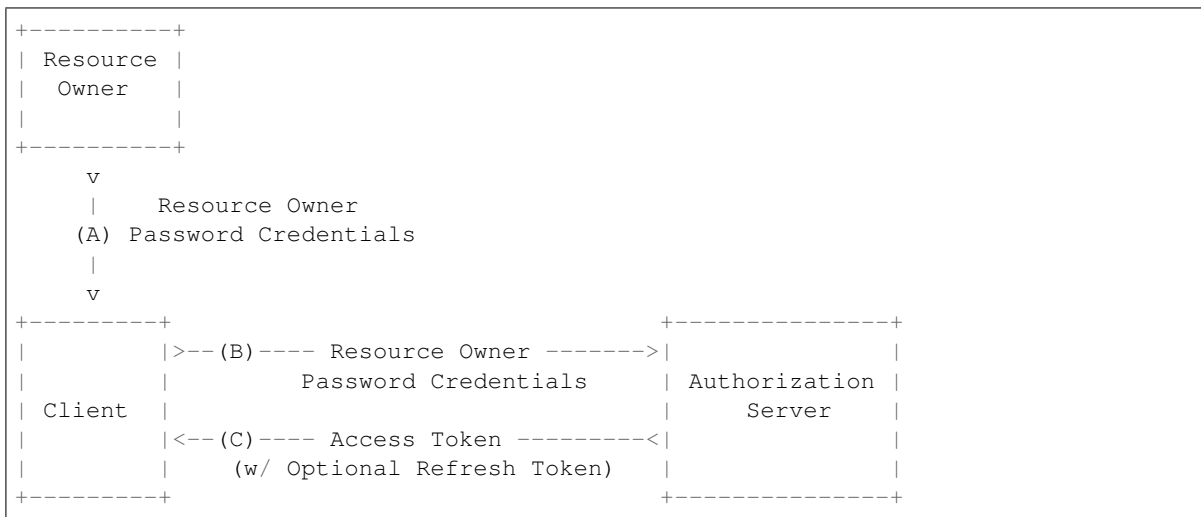 +----------+
| Resource |
|  Owner   |
|          |
+----------+
     v
     |    Resource Owner
    (A) Password Credentials
     |
     v
+---------+                                  +---------------+
|         |>--(B)---- Resource Owner ------->|               |
|         |         Password Credentials     | Authorization |
| Client  |                                  |     Server    |
|         |<--(C)---- Access Token ---------<|               |
|         |    (w/ Optional Refresh Token)   |               |
+---------+                                  +---------------+